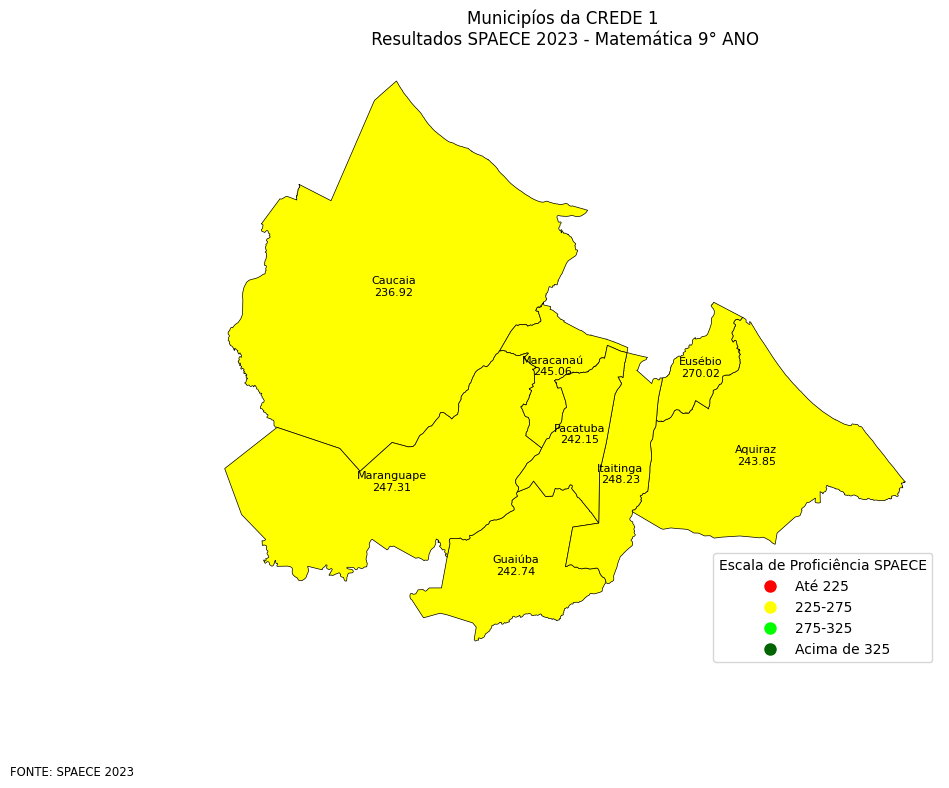 Municipíos da CREDE 1
Resultados SPAECE 2023 - Matemática 9° ANO
Caucaia
236.92
Maracanaú
245.06
Eusébio
270.02
Pacatuba
242.15
Aquiraz
243.85
Itaitinga
248.23
Maranguape
247.31
Guaiúba
242.74
Escala de Proficiência SPAECE
Até 225
225-275
275-325
Acima de 325
FONTE: SPAECE 2023